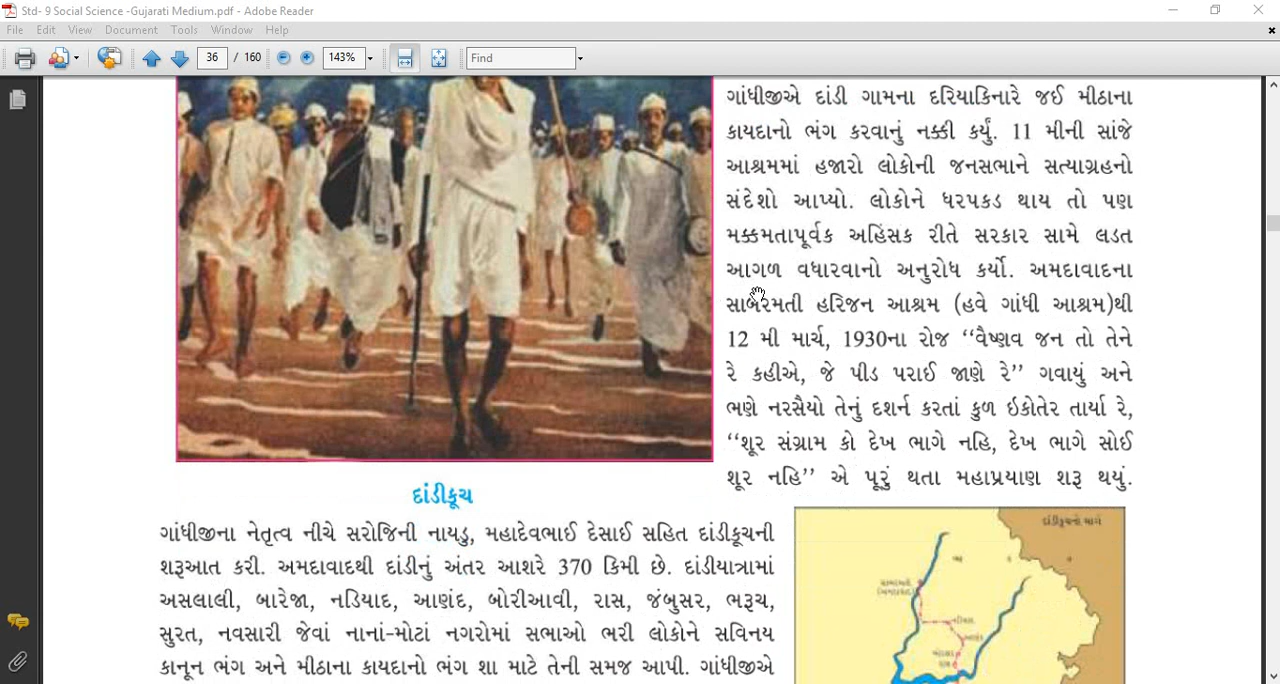 Std- 9 Social Science -Gujarati Medium.pdf - Adobe Reader
File Edit View Document Tools Window Help
36 / 160 143% Find
ગાંધીજીએ દાંડી ગામના દરિયાકિનારે જઈ મીઠાના
કાયદાનો ભંગ કરવાનું નક્કી કર્યું. 11 મીની સાંજે
આશ્રમમાં હજારો લોકોની જનસભાને સત્યાગ્રહનો
સંદેશો આપ્યો. લોકોને ધરપકડ થાય તો પણ
મક્કમતાપૂર્વક અહિંસક રીતે સરકાર સામે લડત
આગળ વધારવાનો અનુરોધ કર્યો. અમદાવાદના
સાબરમતી હરિજન આશ્રમ (હવે ગાંધી આશ્રમ)થી
12 મી માર્ચ, 1930ના રોજ ‘‘વૈષ્ણવ જન તો તેને
રે કહીએ, જે પીડ પરાઈ જાણે રે’’ ગવાયું અને
ભણે નરસૈયો તેનું દર્શન કરતાં કુળ ઇકોતેર તાર્યા રે,
‘‘શૂર સંગ્રામ કો દેખ ભાગે નહિ, દેખ ભાગે સોઈ
શૂર નહિ’’ એ પૂરું થતા મહાપ્રયાણ શરૂ થયું.
દાંડીકૂચ
ગાંધીજીના નેતૃત્વ નીચે સરોજિની નાયડુ, મહાદેવભાઈ દેસાઈ સહિત દાંડીકૂચની
શરૂઆત કરી. અમદાવાદથી દાંડીનું અંતર આશરે 370 કિમી છે. દાંડીયાત્રામાં
અસલાલી, બારેજા, નડિયાદ, આણંદ, બોરીઆવી, રાસ, જંબુસર, ભરૂચ,
સુરત, નવસારી જેવાં નાનાં-મોટાં નગરોમાં સભાઓ ભરી લોકોને સવિનય
કાનૂન ભંગ અને મીઠાના કાયદાનો ભંગ શા માટે તેની સમજ આપી. ગાંધીજીએ
દાંડીકૂચનો માર્ગ